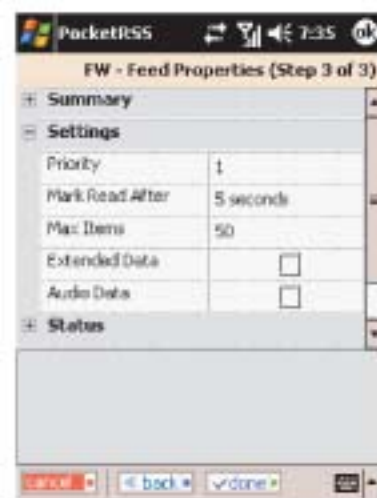 PocketRSS 7:35 ok
FW - Feed Properties (Step 3 of 3)
Summary
Settings
Priority 1
Mark Read After 5 seconds
Max Items 50
Extended Data
Audio Data
Status
cancel back done